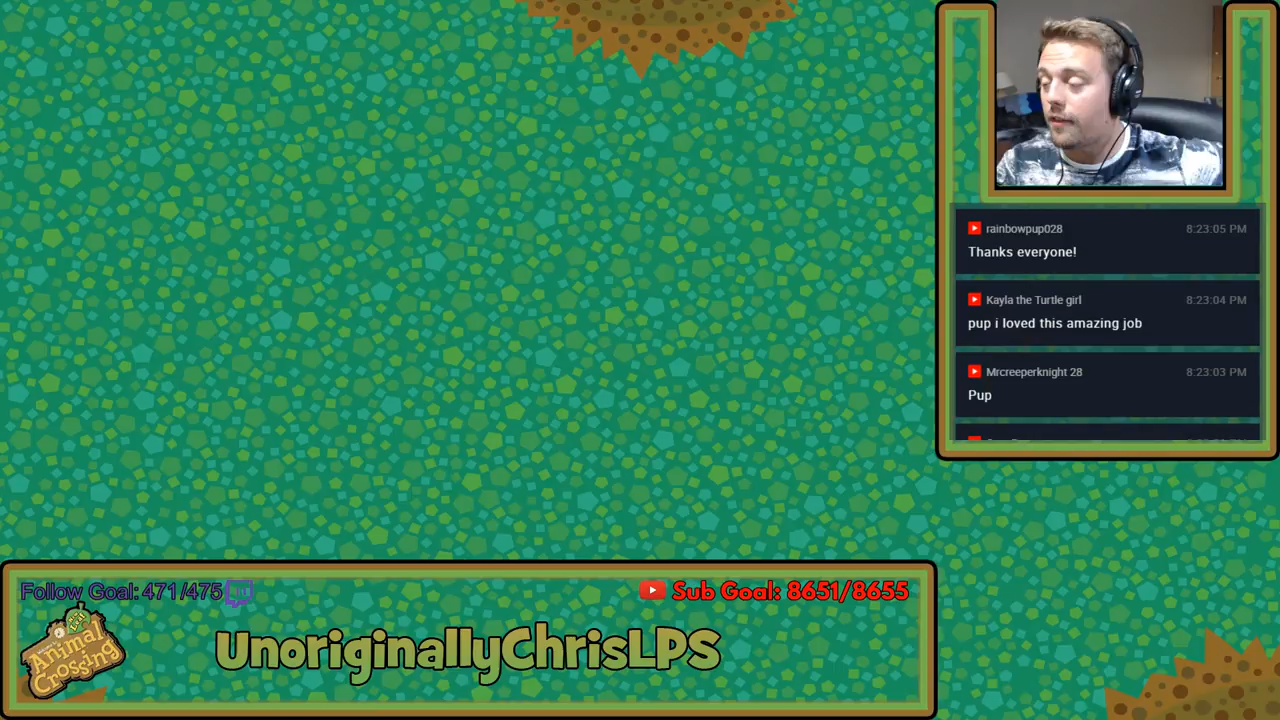 rainbowpup028 8:23:05 PM
Thanks everyone!
Kayla the Turtle girl 8:23:04 PM
pup i loved this amazing job
Mrcreeperknight 28 8:23:03 PM
Pup
Follow Goal: 471/475
Sub Goal: 8651/8655
Animal
Crossing
UnoriginallyChrisLPS